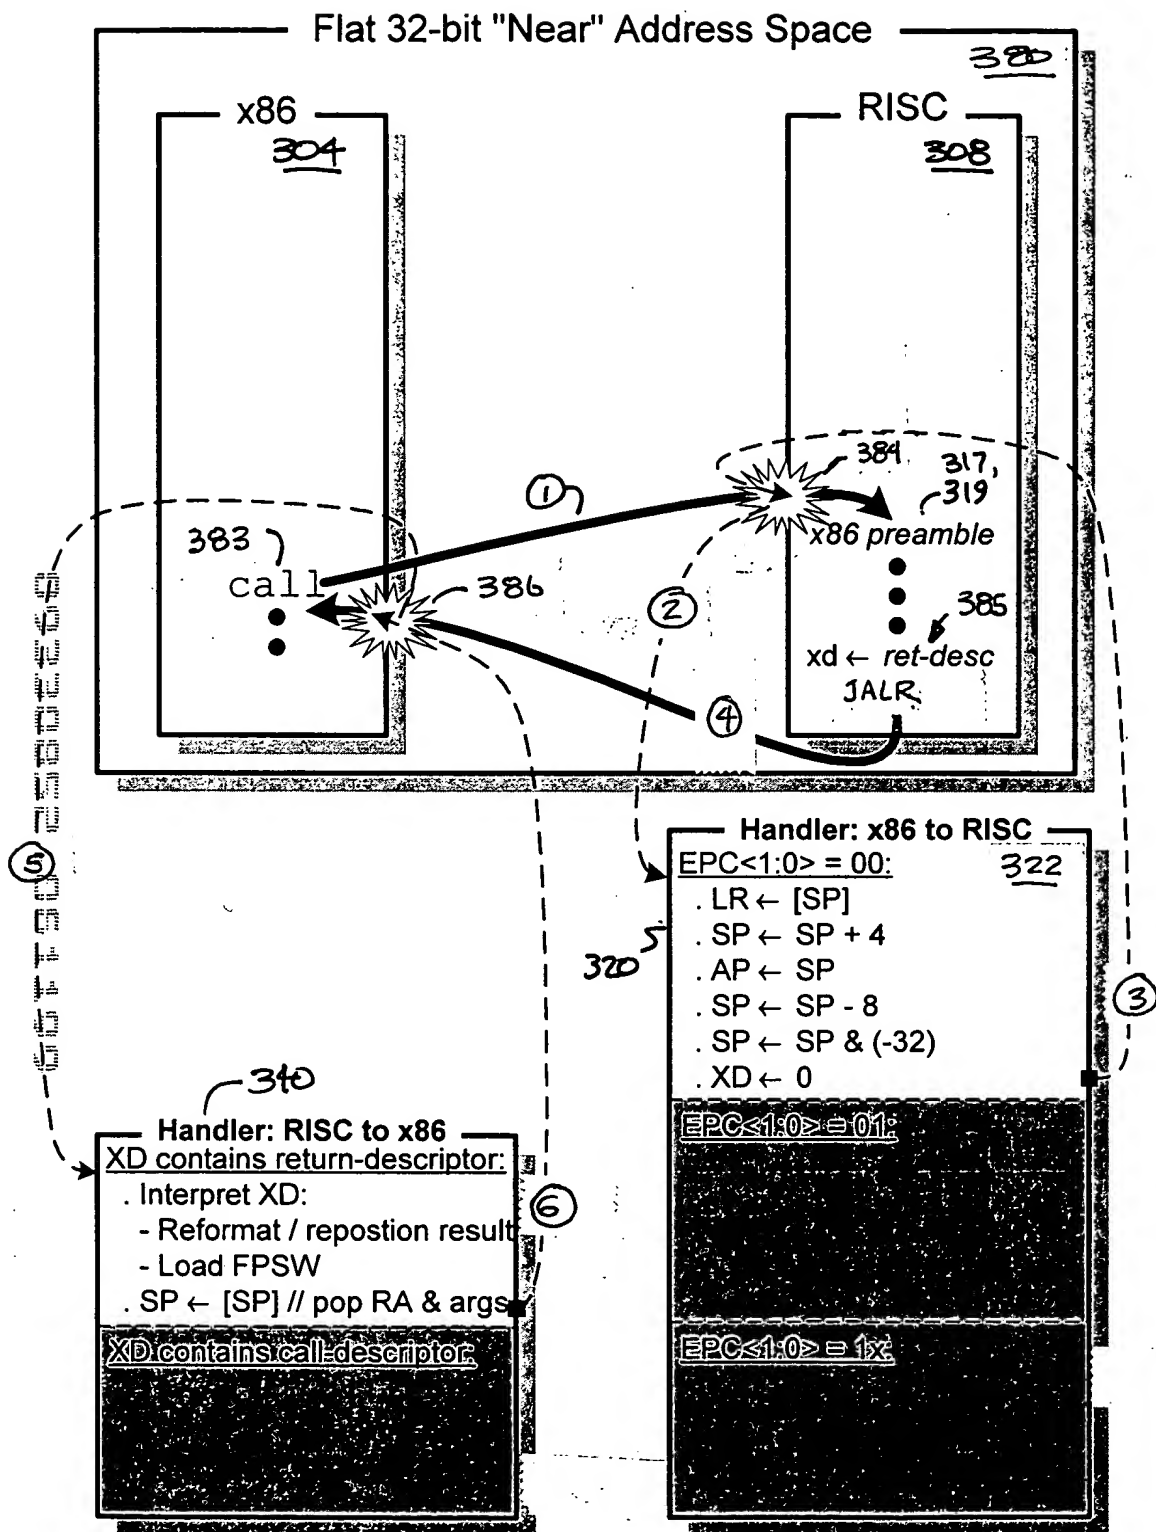 Flat 32-bit "Near" Address Space
380
x86
304
RISC
308
384
317,
319
1
x86 preamble
383
call
386
2
385
xd ← ret-desc
JALR
4
5
Handler: x86 to RISC
322
EPC<1:0> = 00:
. LR ← [SP]
. SP ← SP + 4
320
. AP ← SP
. SP ← SP - 8
. SP ← SP & (-32)
. XD ← 0
3
EPC<1:0> = 01:
EPC<1:0> = 1x:
340
Handler: RISC to x86
XD contains return-descriptor:
. Interpret XD:
- Reformat / repostion result
- Load FPSW
. SP ← [SP] // pop RA & args
6
XD contains call-descriptor: